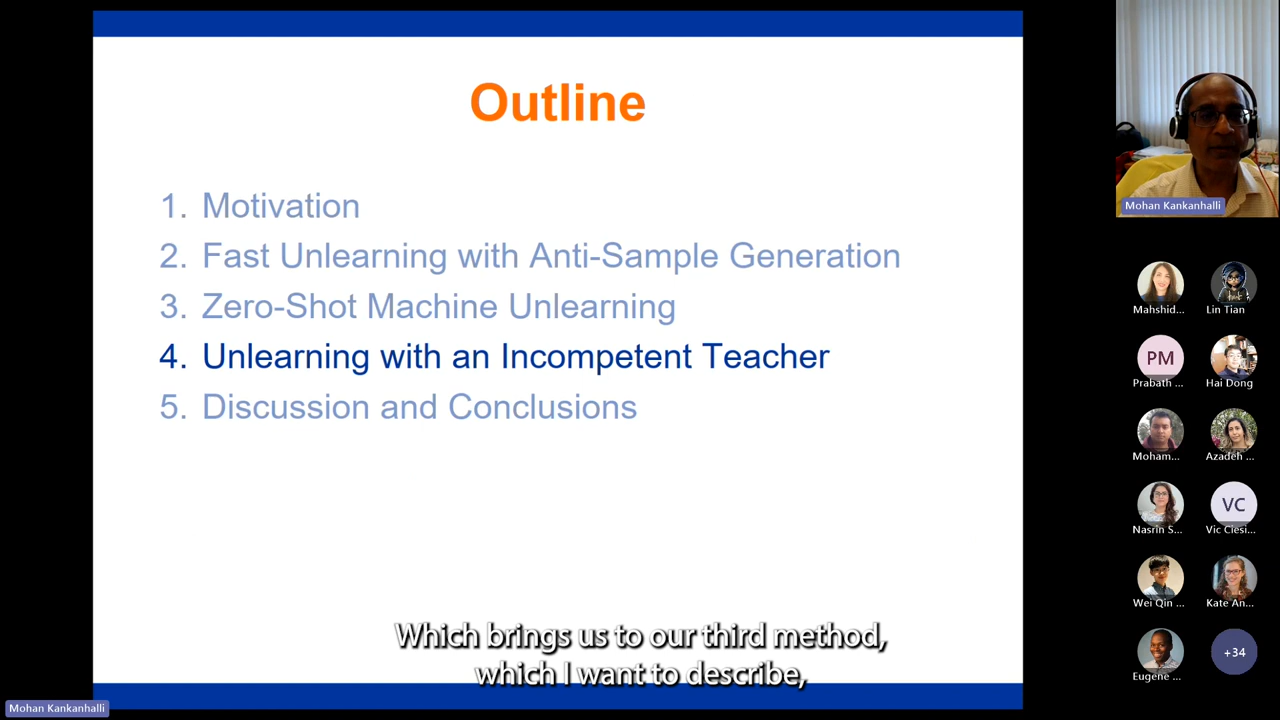 Outline
1. Motivation
2. Fast Unlearning with Anti-Sample Generation
3. Zero-Shot Machine Unlearning
4. Unlearning with an Incompetent Teacher
5. Discussion and Conclusions
Which brings us to our third method,
which I want to describe,
Mohan Kankanhalli
Mohan Kankanhalli
Mahshid...
Lin Tian
PM
Prabath ...
Hai Dong
Moham...
Azadeh ...
Nasrin S...
VC
Vic Ciesi...
Wei Qin ...
Kate An...
Eugene ...
+34